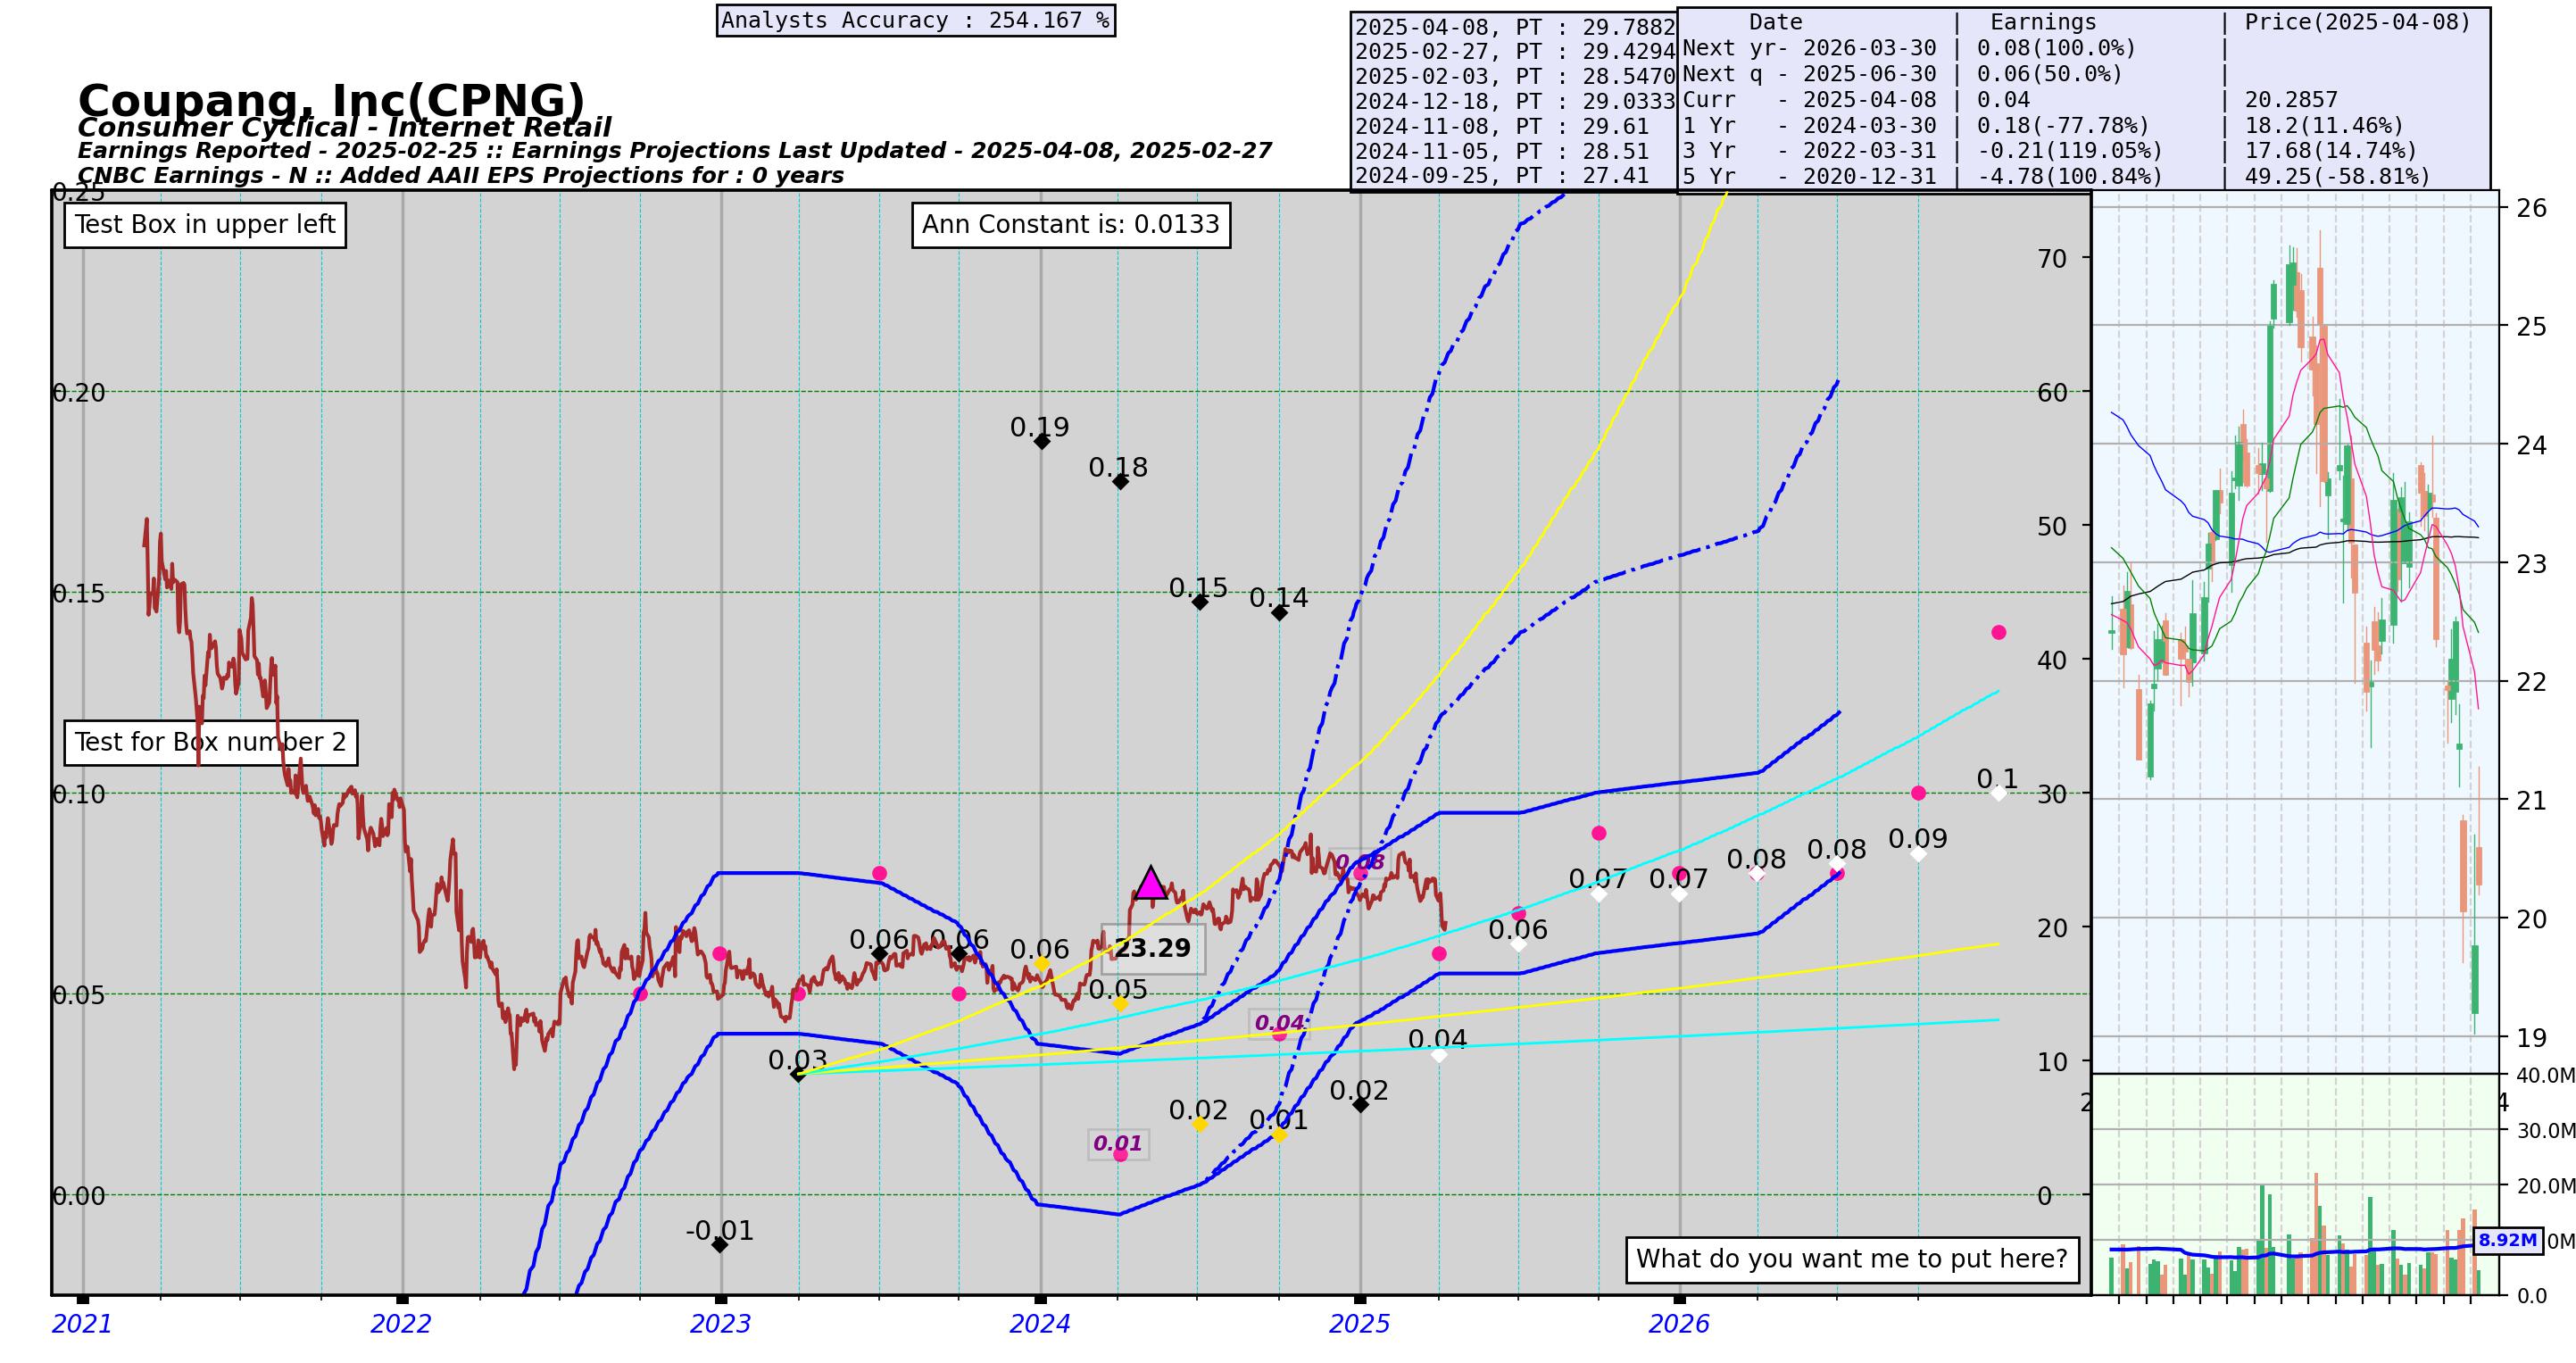 Analysts Accuracy : 254.167 %
2025-04-08, PT : 29.7882
2025-02-27, PT : 29.4294
2025-02-03, PT : 28.5470
2024-12-18, PT : 29.0333
2024-11-08, PT : 29.61
2024-11-05, PT : 28.51
2024-09-25, PT : 27.41
Date | Earnings | Price(2025-04-08)
Next yr- 2026-03-30 | 0.08(100.0%) |
Next q - 2025-06-30 | 0.06(50.0%) |
Curr - 2025-04-08 | 0.04 | 20.2857
1 Yr - 2024-03-30 | 0.18(-77.78%) | 18.2(11.46%)
3 Yr - 2022-03-31 | -0.21(119.05%) | 17.68(14.74%)
5 Yr - 2020-12-31 | -4.78(100.84%) | 49.25(-58.81%)
Coupang, Inc(CPNG)
Consumer Cyclical - Internet Retail
Earnings Reported - 2025-02-25 :: Earnings Projections Last Updated - 2025-04-08, 2025-02-27
CNBC Earnings - N :: Added AAII EPS Projections for : 0 years
Test Box in upper left
Ann Constant is: 0.0133
Test for Box number 2
What do you want me to put here?
0.25
0.20
0.15
0.10
0.05
0.00
-0.01
0.03
0.06
0.06
0.19
0.06
0.18
0.05
0.01
23.29
0.15
0.02
0.14
0.04
0.01
0.08
0.02
0.04
0.06
0.07
0.07
0.08
0.08
0.09
0.1
70
60
50
40
30
20
10
0
26
25
24
23
22
21
20
19
40.0M
30.0M
20.0M
0M
8.92M
0.0
2
4
2021
2022
2023
2024
2025
2026